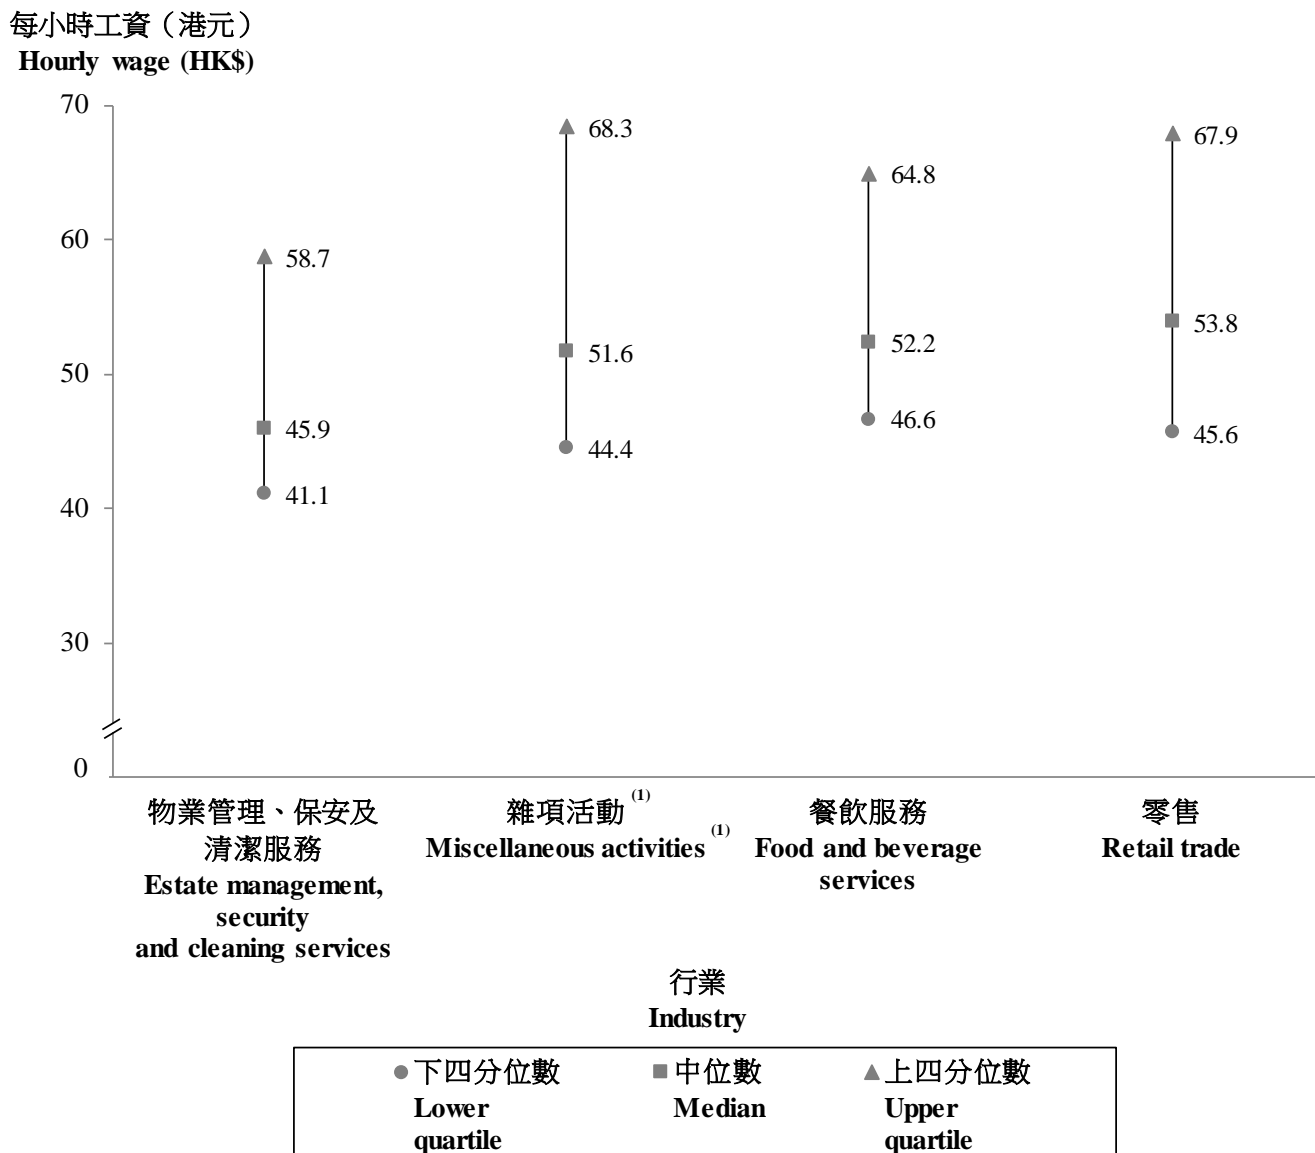 每小時工資（港元）
Hourly wage (HK$)
70
60
50
40
30
0
58.7
45.9
41.1
68.3
51.6
44.4
64.8
52.2
46.6
67.9
53.8
45.6
物業管理、保安及
清潔服務
Estate management,
security
and cleaning services
雜項活動 (1)
Miscellaneous activities (1)
餐飲服務
Food and beverage
services
零售
Retail trade
行業
Industry
下四分位數
Lower
quartile
中位數
Median
上四分位數
Upper
quartile